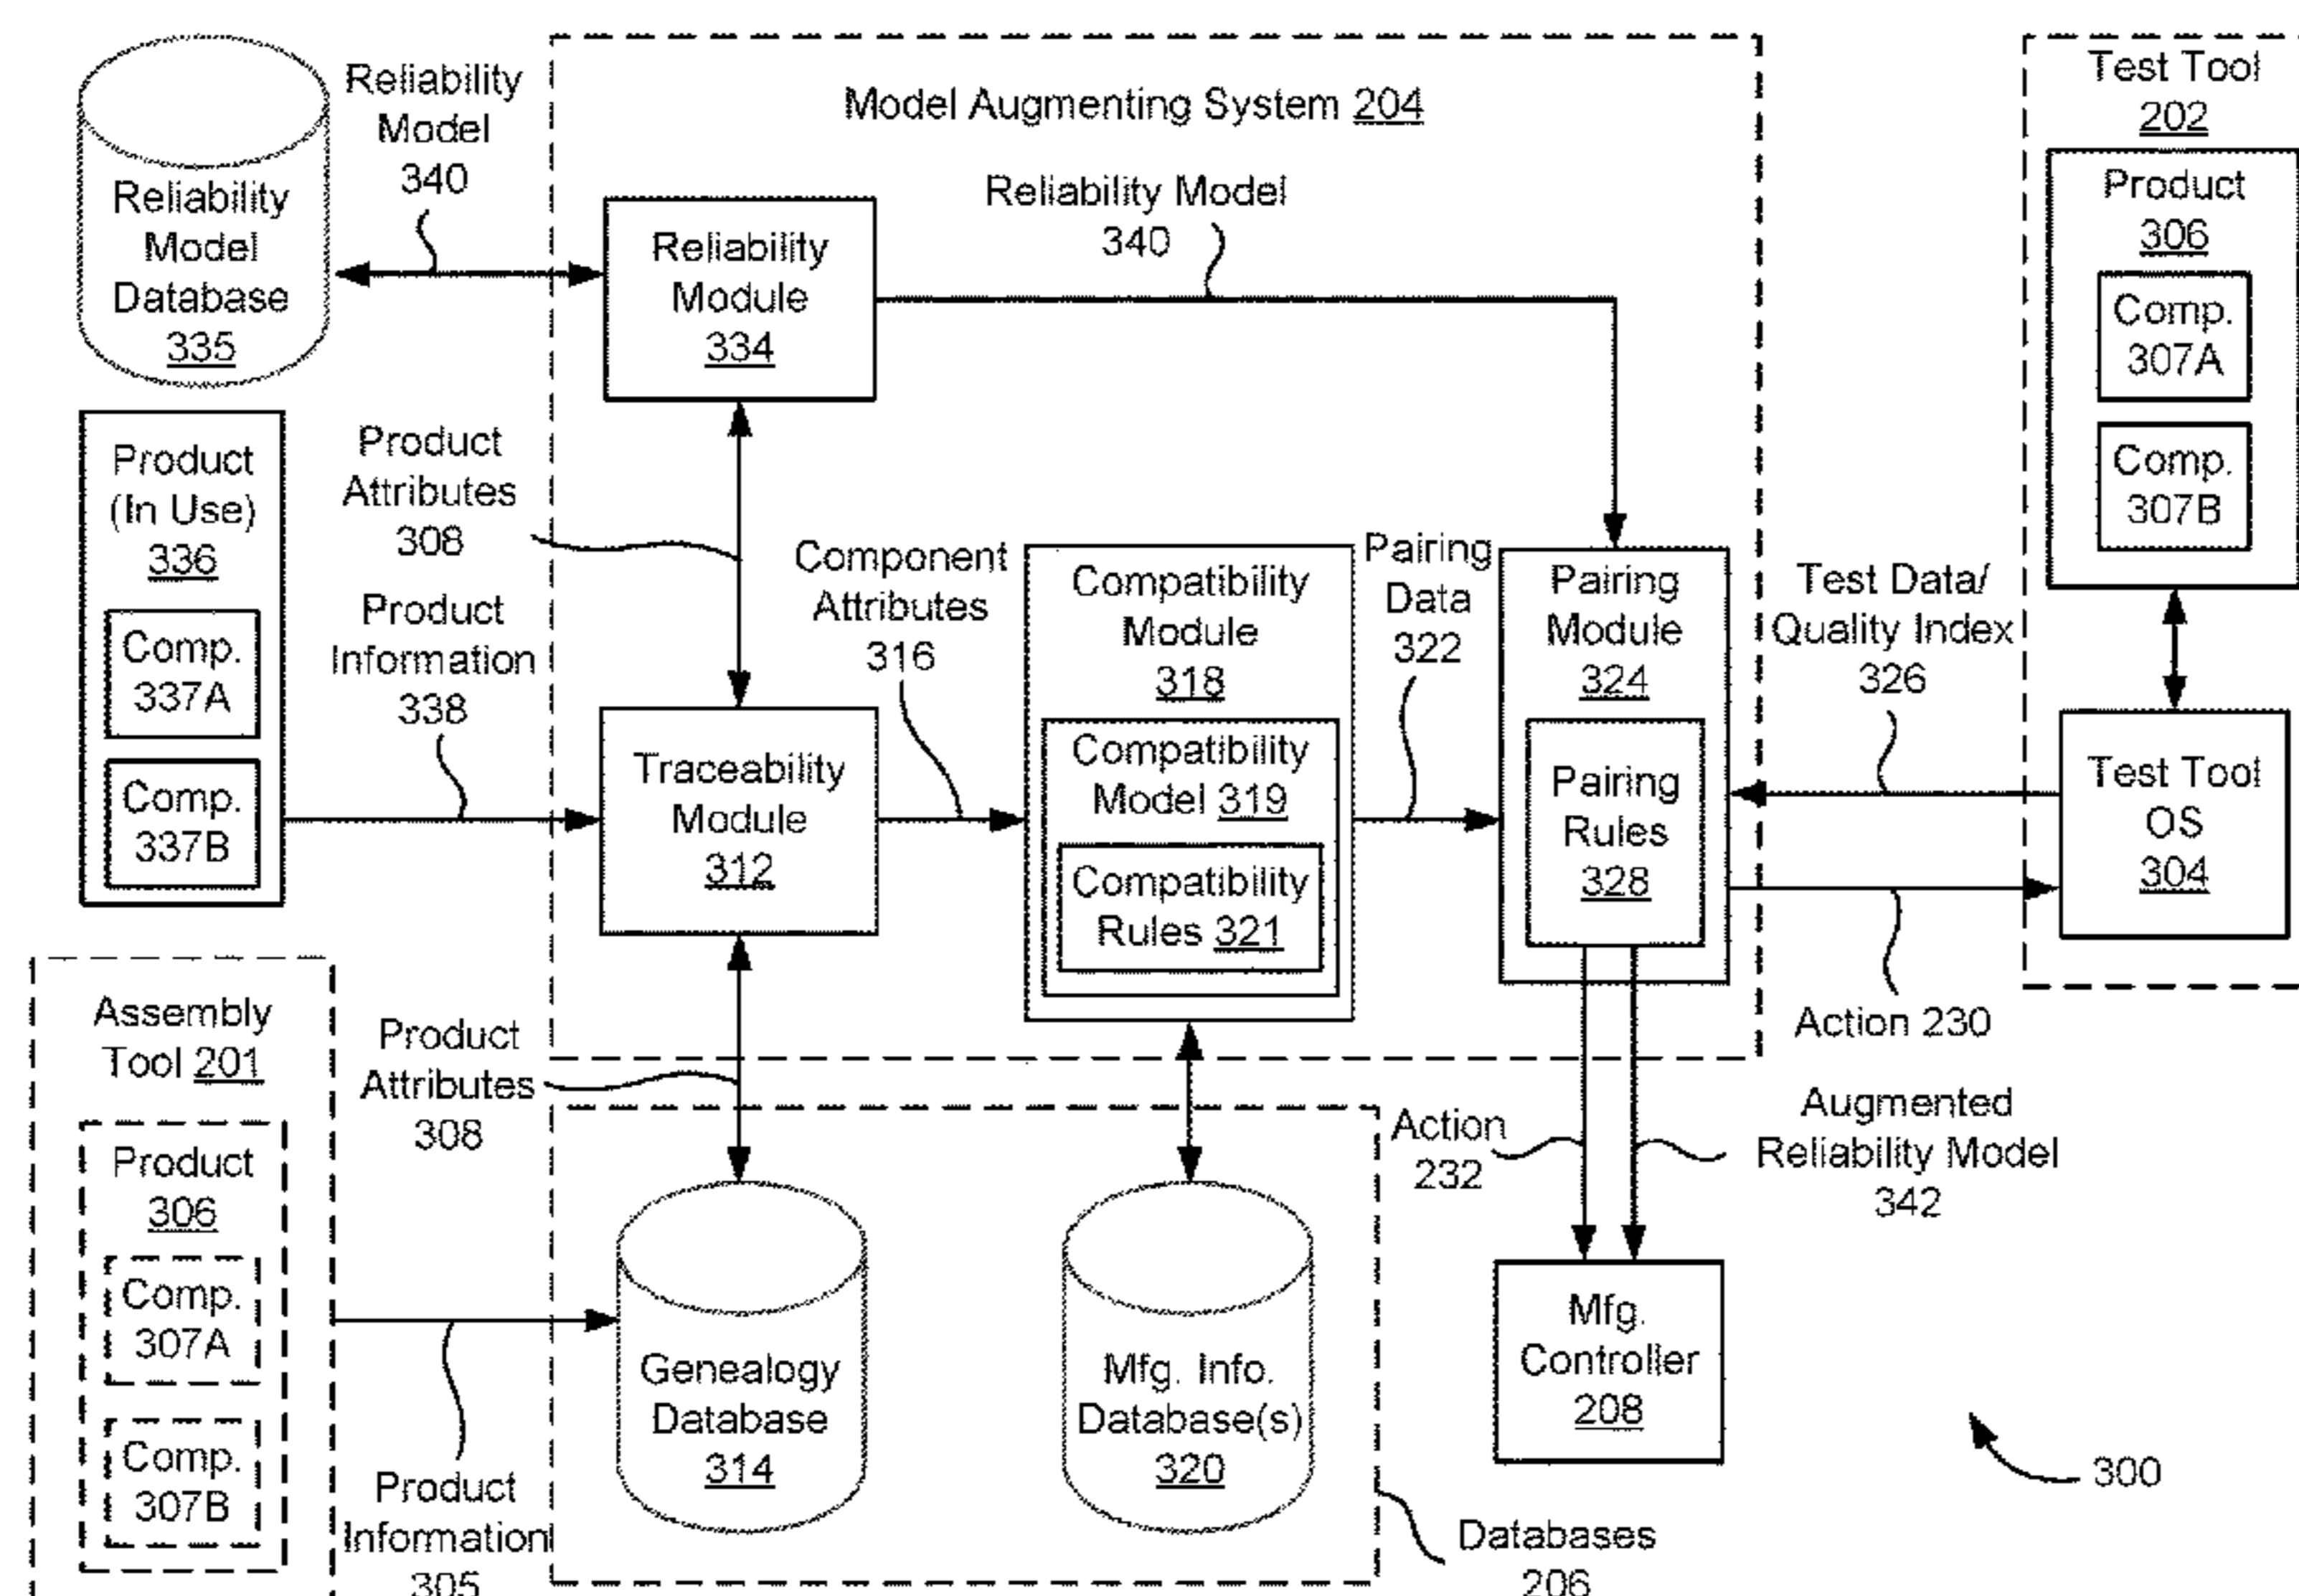 Reliability
Model
340
Reliability
Model
Database
335
Model Augmenting System 204
Reliability
Module
334
Reliability Model
340
Test Tool
202
Product
306
Comp.
307A
Comp.
307B
Product
(In Use)
336
Comp.
337A
Comp.
337B
Product
Attributes
308
Product
Information
338
Traceability
Module
312
Component
Attributes
316
Compatibility
Module
318
Compatibility
Model 319
Compatibility
Rules 321
Pairing
Data
322
Pairing
Module
324
Pairing
Rules
328
Test Data/
Quality Index
326
Test Tool
OS
304
Action 230
Assembly
Tool 201
Product
306
Comp.
307A
Comp.
307B
Product
Attributes
308
Product
Information
305
Genealogy
Database
314
Mfg. Info.
Database(s)
320
Action
232
Augmented
Reliability Model
342
Mfg.
Controller
208
Databases
206
300